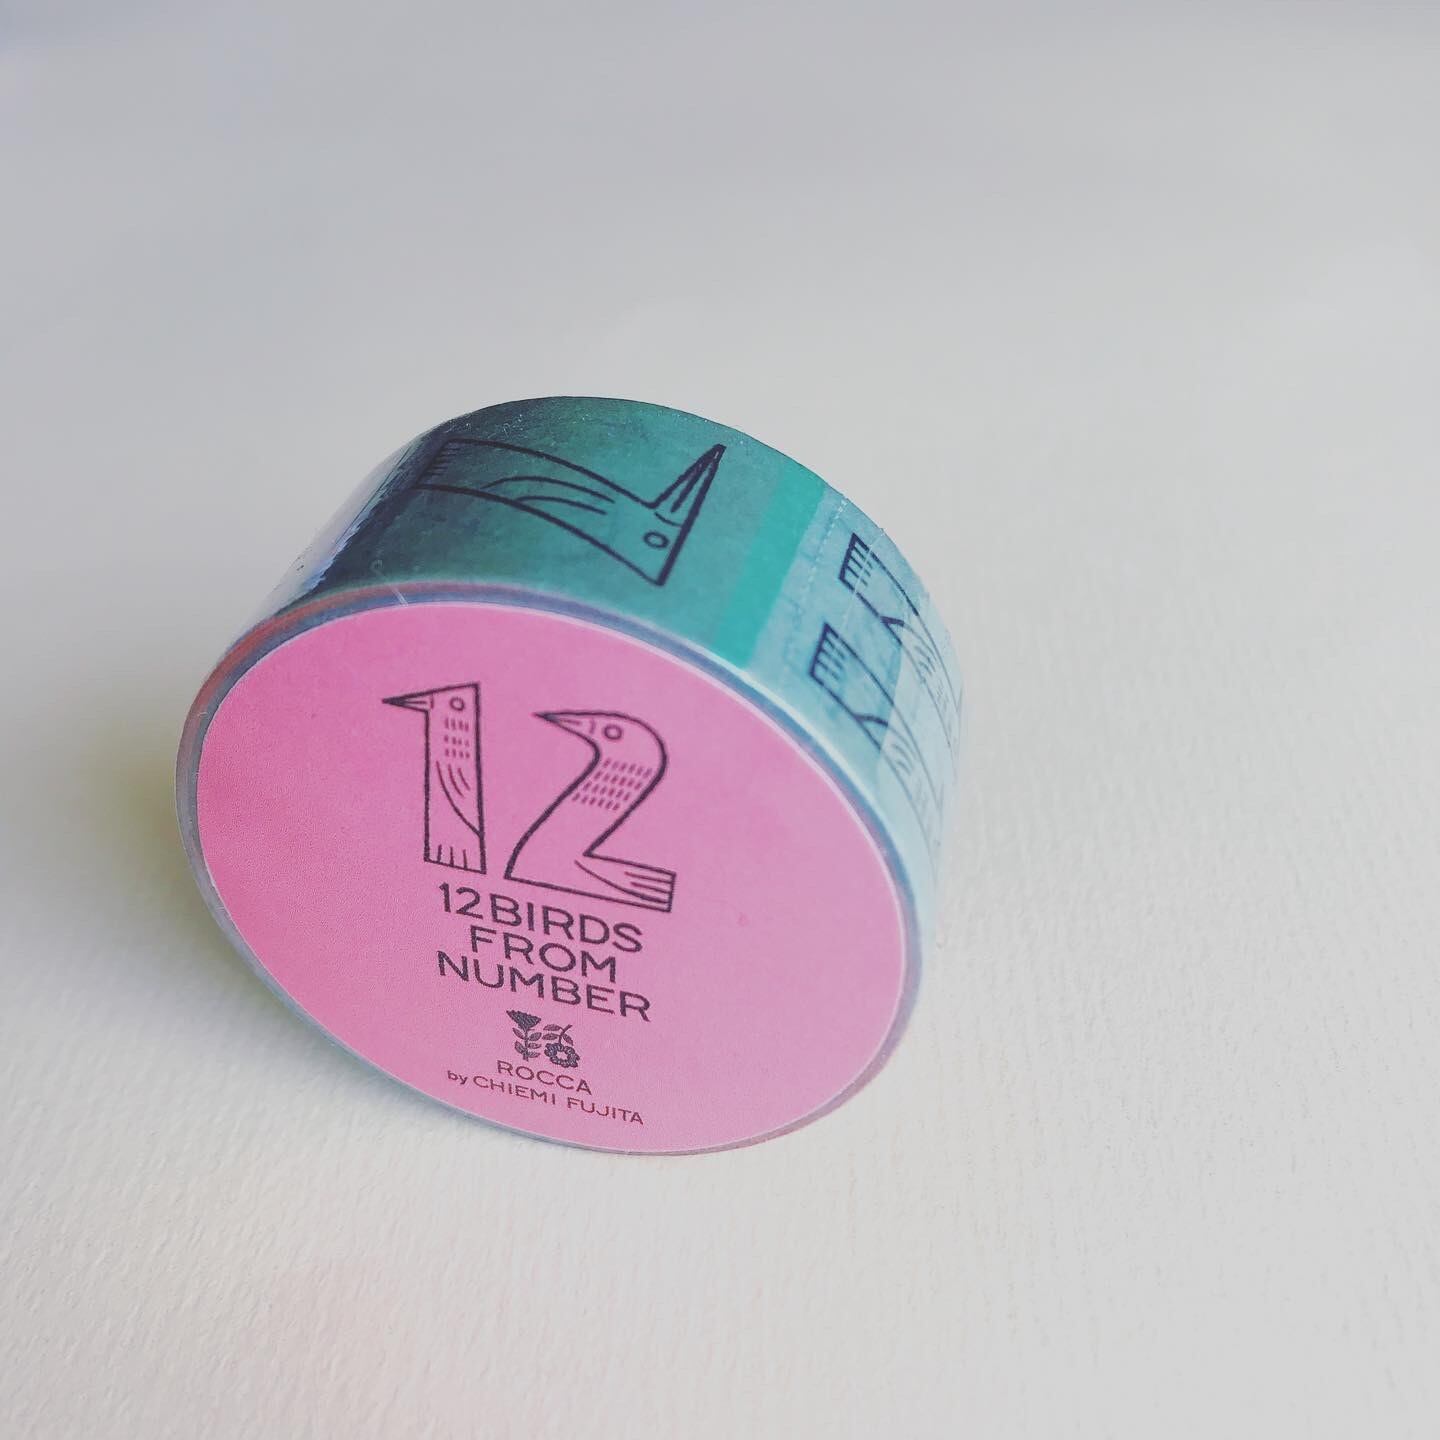 12
12BIRDS
FROM
NUMBER
ROCCA
by CHIEMI FUJITA